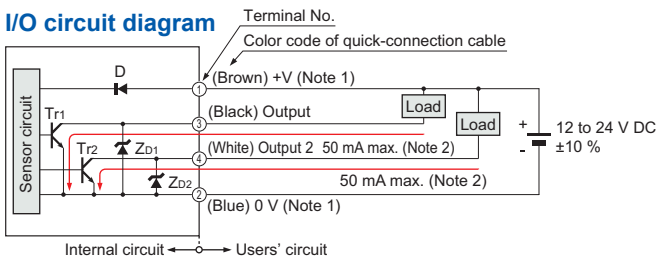 I/O circuit diagram
Terminal No.
Color code of quick-connection cable
D
1
(Brown) +V (Note 1)
Sensor circuit
Tr1
3
(Black) Output
Load
Load
+
-
12 to 24 V DC
±10 %
Tr2
ZD1
4
(White) Output 2 50 mA max. (Note 2)
ZD2
50 mA max. (Note 2)
2
(Blue) 0 V (Note 1)
Internal circuit
Users' circuit